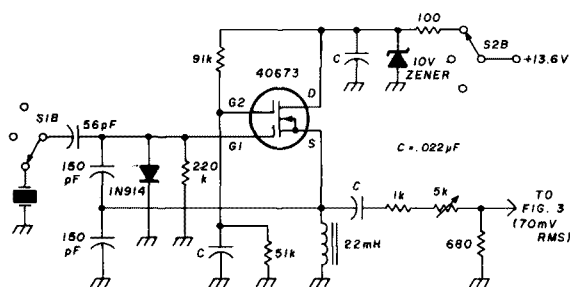 100
S2B
+13.6V
91k
C
10V
ZENER
40673
D
G2
S
G1
S1B
56pF
150
pF
1N914
220
k
C = .022µF
C
1k
5k
TO
FIG. 3
(70mV
RMS)
150
pF
C
51k
22mH
680